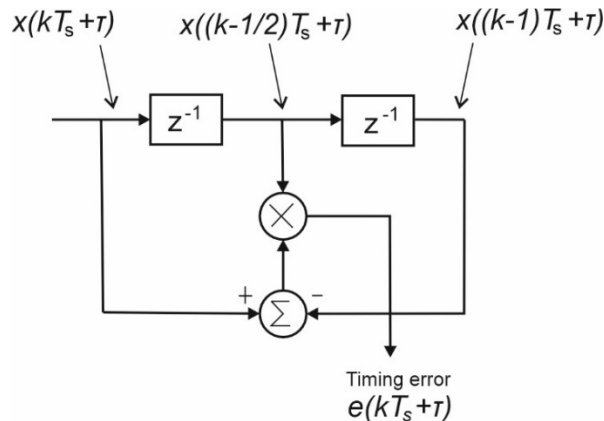 x(kTₛ+τ) x((k-1/2)Tₛ+τ) x((k-1)Tₛ+τ)
z⁻¹ z⁻¹
×
+ Σ -
Timing error
e(kTₛ+τ)